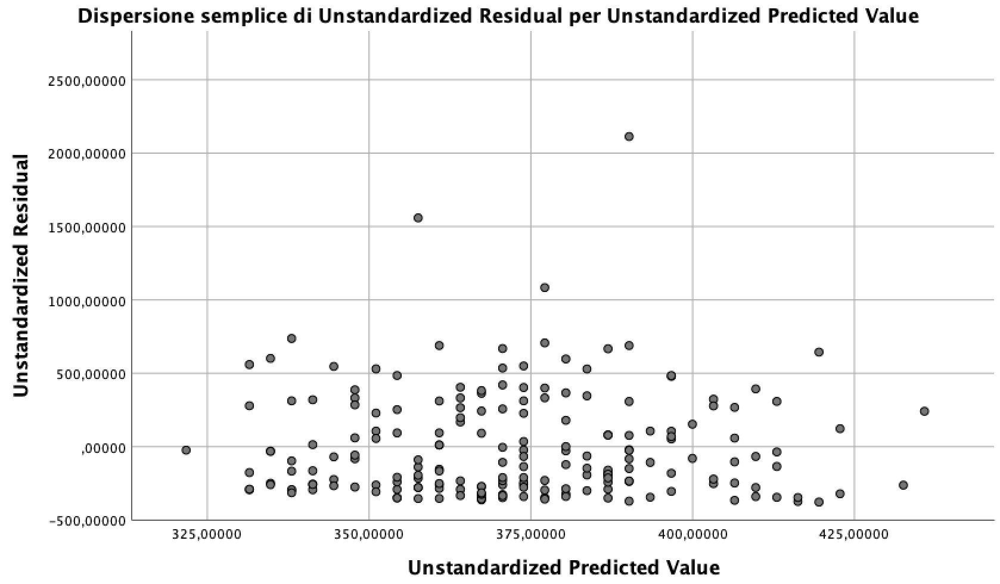 Dispersione semplice di Unstandardized Residual per Unstandardized Predicted Value
Unstandardized Residual
2500,00000
2000,00000
1500,00000
1000,00000
500,00000
,00000
-500,00000
325,00000 350,00000 375,00000 400,00000 425,00000
Unstandardized Predicted Value